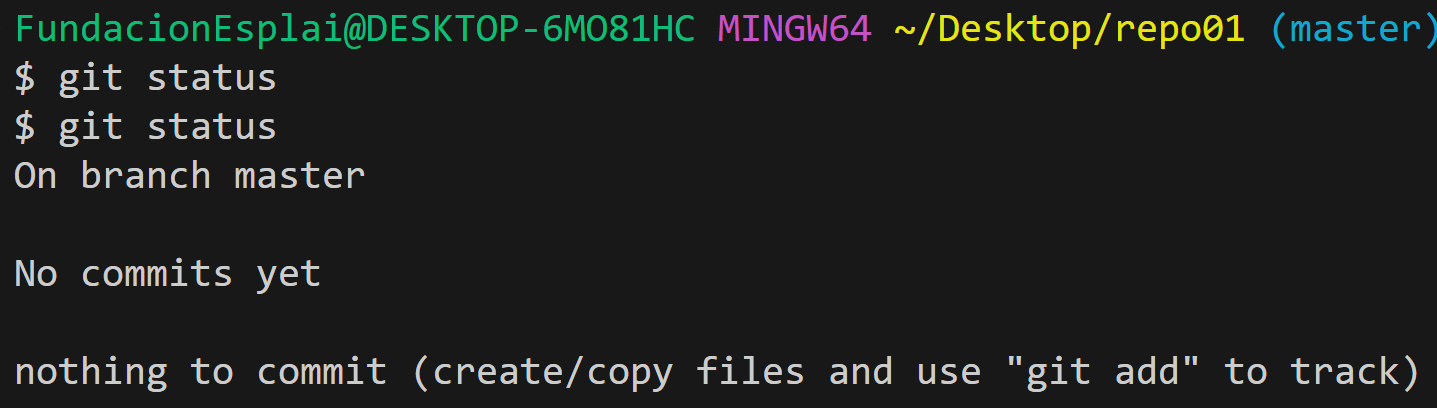 FundacionEsplai@DESKTOP-6MO81HC MINGW64 ~/Desktop/repo01 (master)
$ git status
$ git status
On branch master
No commits yet
nothing to commit (create/copy files and use "git add" to track)